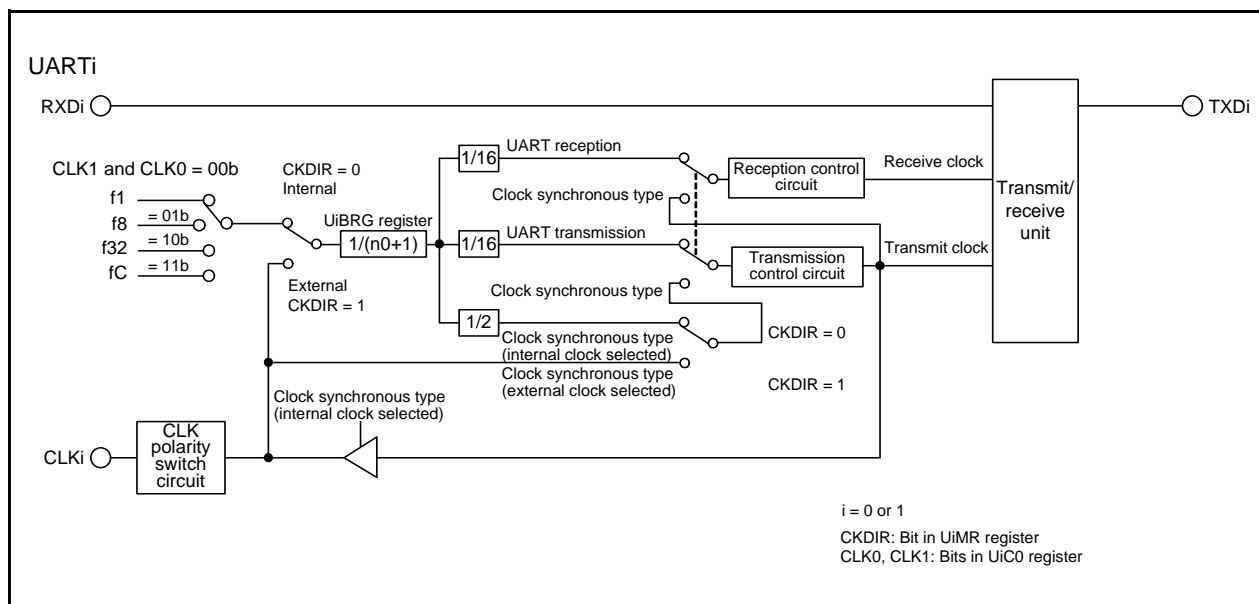 UARTi
RXDi
TXDi
CLK1 and CLK0 = 00b
f1
f8
= 01b
f32
= 10b
fC
= 11b
CKDIR = 0
Internal
External
CKDIR = 1
UiBRG register
1/(n0+1)
1/16
UART reception
Clock synchronous type
1/16
UART transmission
Clock synchronous type
1/2
Clock synchronous type
(internal clock selected)
Clock synchronous type
(external clock selected)
CKDIR = 0
CKDIR = 1
Reception control
circuit
Receive clock
Transmission
control circuit
Transmit clock
Transmit/
receive
unit
Clock synchronous type
(internal clock selected)
CLKi
CLK
polarity
switch
circuit
i = 0 or 1
CKDIR: Bit in UiMR register
CLK0, CLK1: Bits in UiC0 register